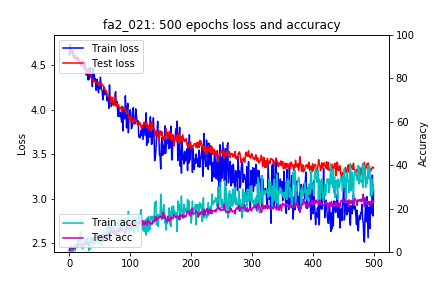 fa2_021: 500 epochs loss and accuracy
Train loss
Test loss
Train acc
Test acc
Loss
4.5
4.0
3.5
3.0
2.5
Accuracy
100
80
60
40
20
0
0 100 200 300 400 500